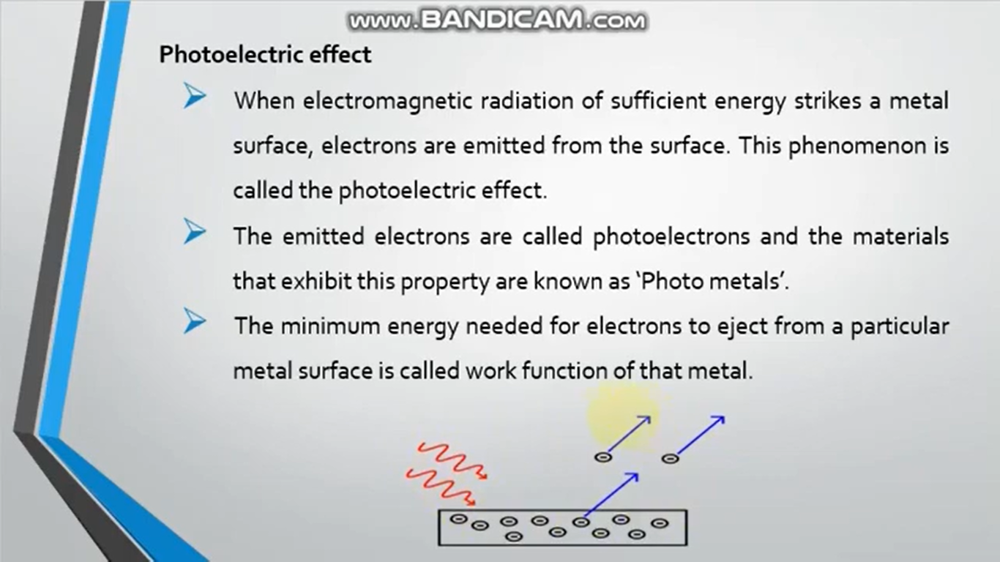 www.BANDICAM.com
Photoelectric effect
When electromagnetic radiation of sufficient energy strikes a metal
surface, electrons are emitted from the surface. This phenomenon is
called the photoelectric effect.
The emitted electrons are called photoelectrons and the materials
that exhibit this property are known as ‘Photo metals’.
The minimum energy needed for electrons to eject from a particular
metal surface is called work function of that metal.